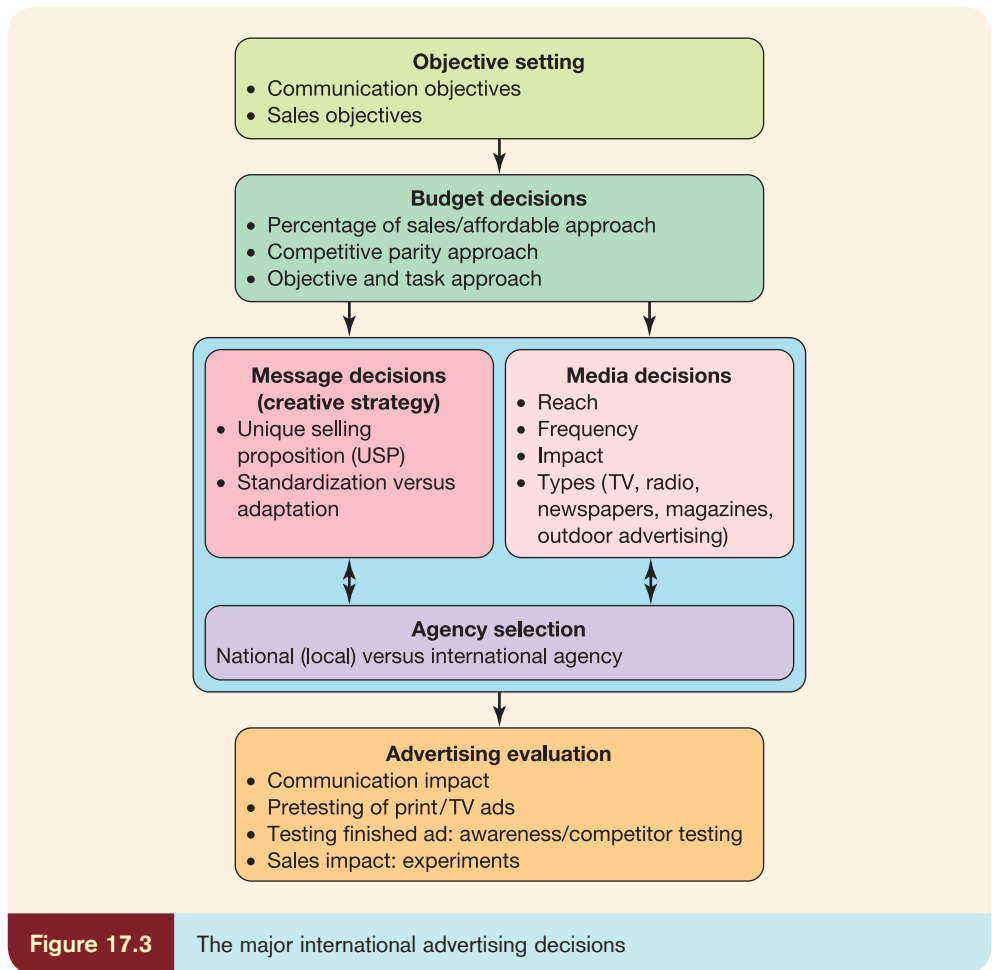 Objective setting
• Communication objectives
• Sales objectives
Budget decisions
• Percentage of sales/affordable approach
• Competitive parity approach
• Objective and task approach
Message decisions
(creative strategy)
• Unique selling
proposition (USP)
• Standardization versus
adaptation
Media decisions
• Reach
• Frequency
• Impact
• Types (TV, radio,
newspapers, magazines,
outdoor advertising)
Agency selection
National (local) versus international agency
Advertising evaluation
• Communication impact
• Pretesting of print/TV ads
• Testing finished ad: awareness/competitor testing
• Sales impact: experiments
Figure 17.3 The major international advertising decisions